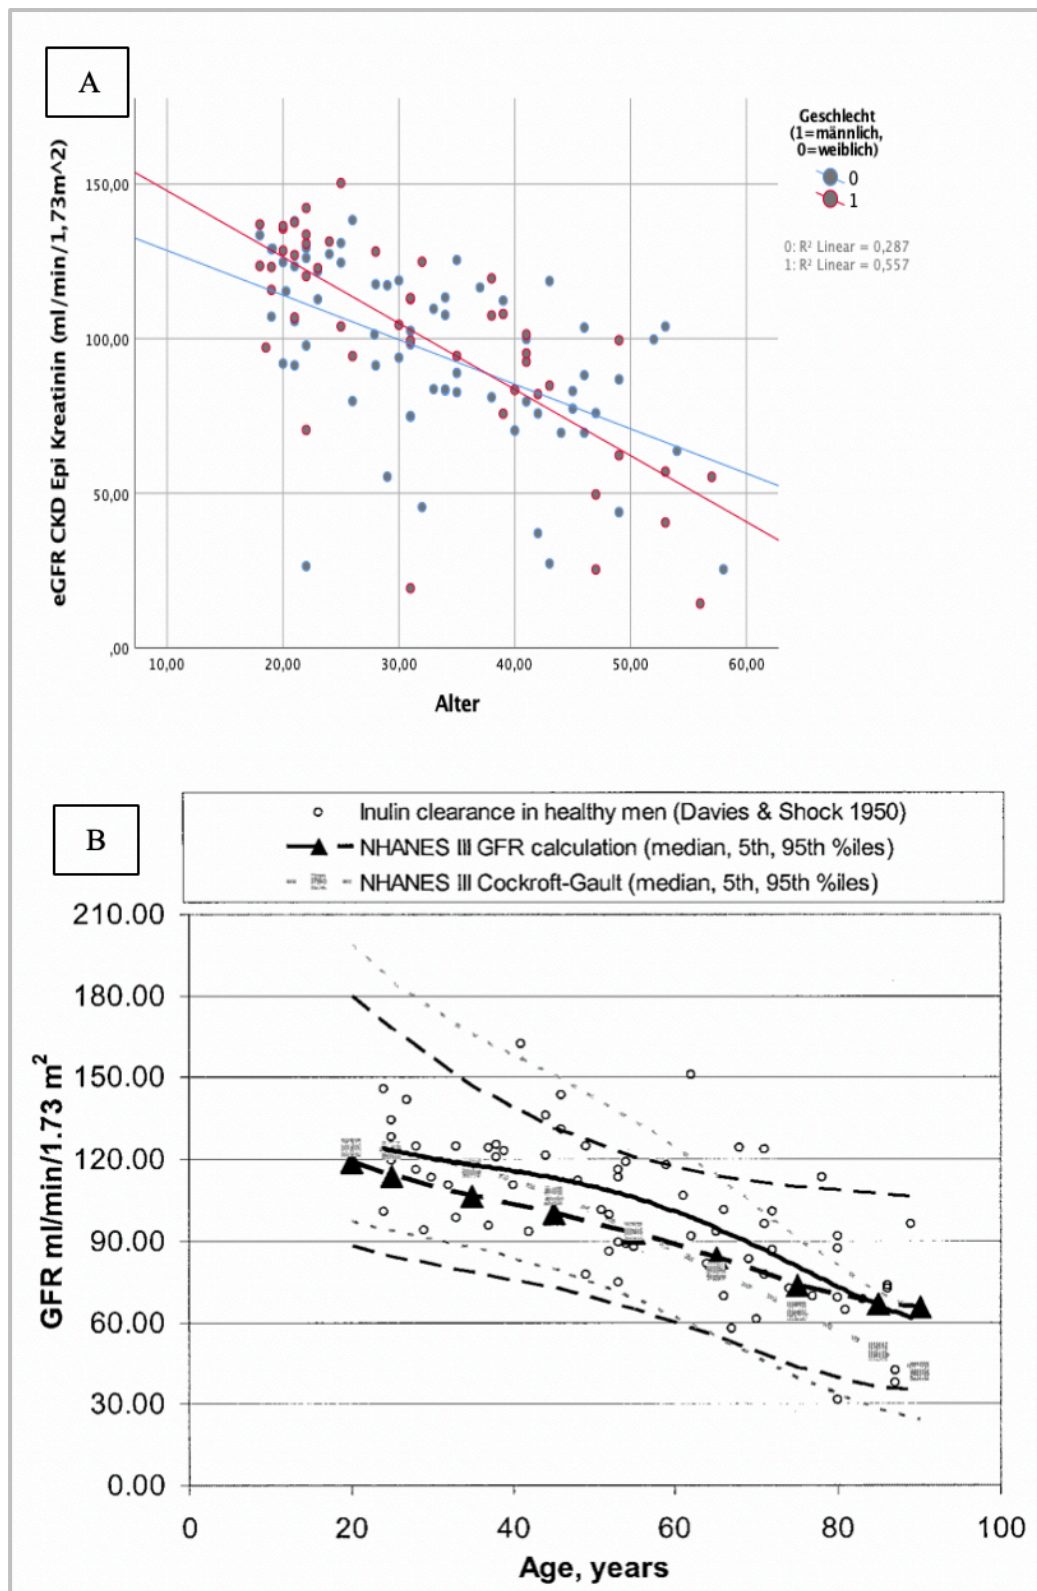 A
eGFR CKD Epi Kreatinin (ml/min/1,73m^2)
150,00
100,00
50,00
,00
10,00 20,00 30,00 40,00 50,00 60,00
Alter
Geschlecht
(1=männlich,
0=weiblich)
0
1
0: R² Linear = 0,287
1: R² Linear = 0,557
B
Inulin clearance in healthy men (Davies & Shock 1950)
NHANES III GFR calculation (median, 5th, 95th %iles)
NHANES III Cockroft-Gault (median, 5th, 95th %iles)
GFR ml/min/1.73 m²
210.00
180.00
150.00
120.00
90.00
60.00
30.00
0.00
0 20 40 60 80 100
Age, years